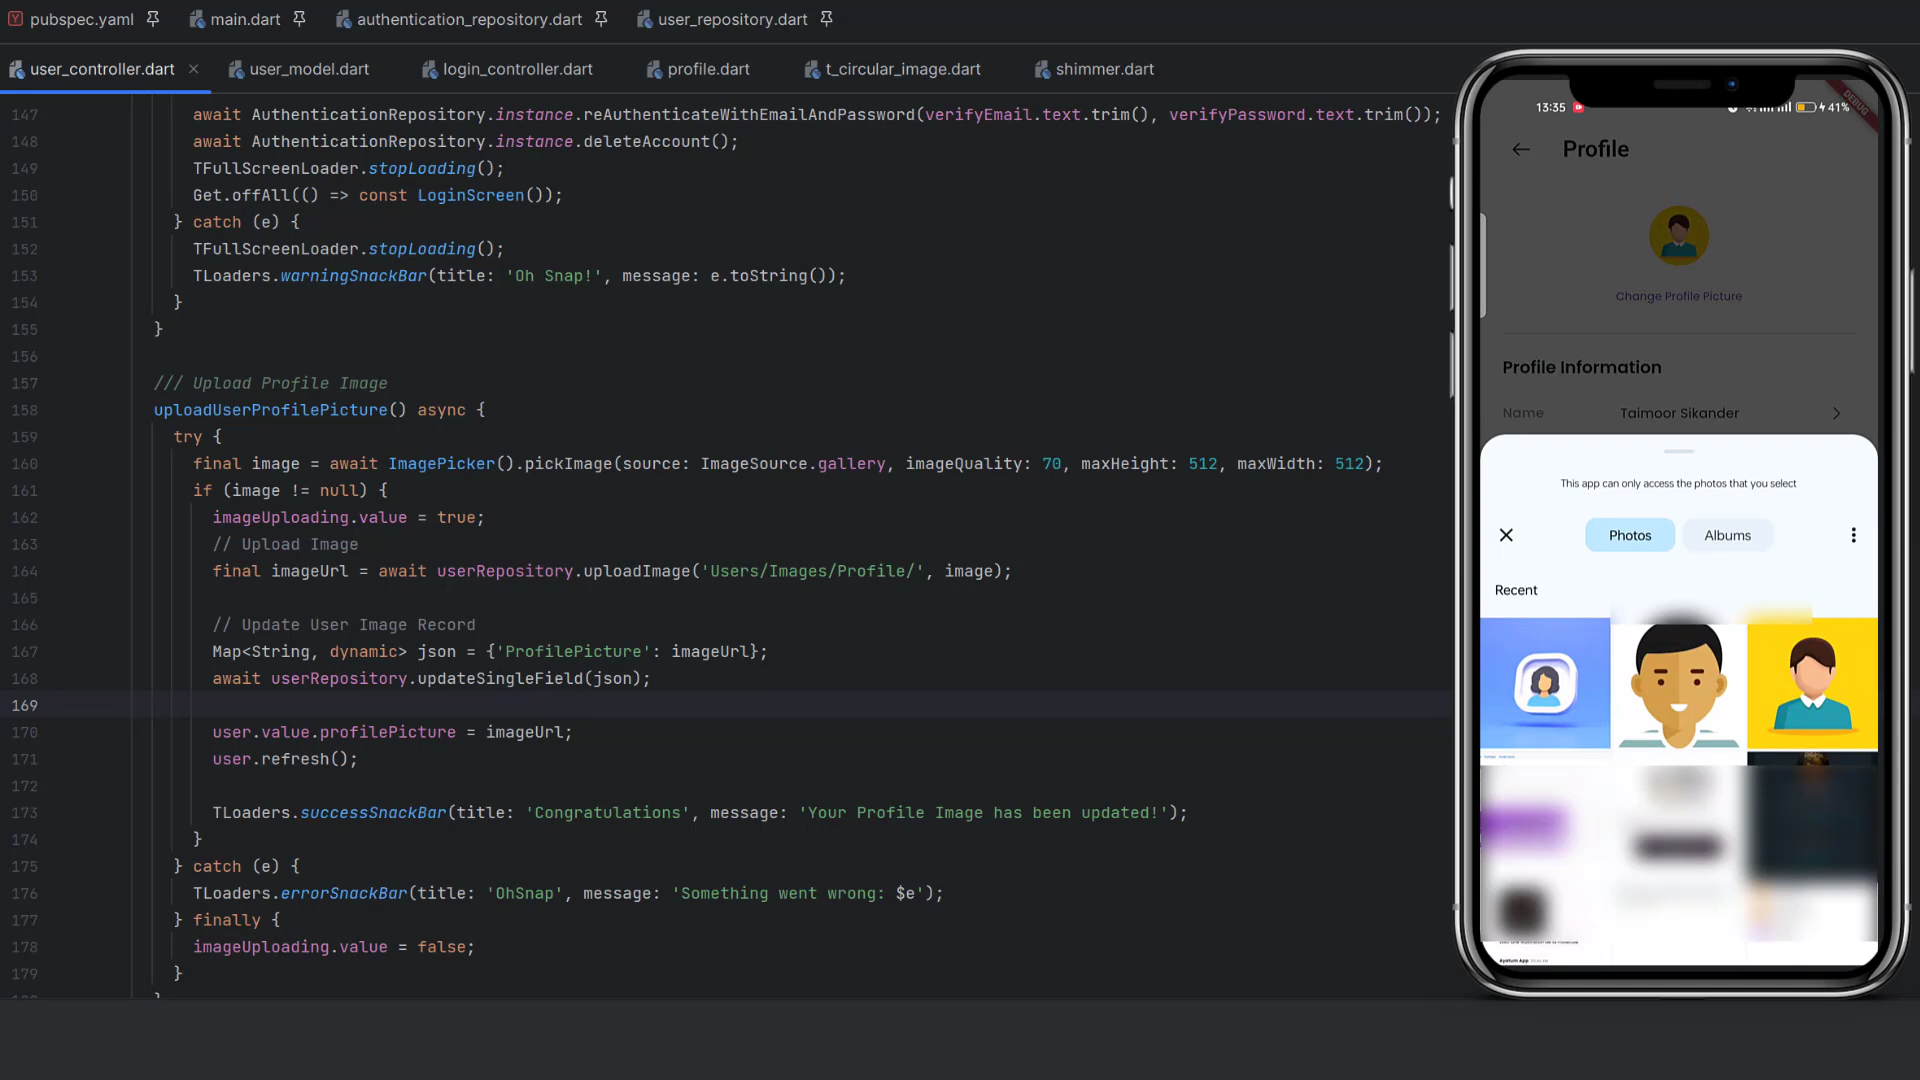 pubspec.yaml
main.dart
authentication_repository.dart
user_repository.dart
user_controller.dart
user_model.dart
login_controller.dart
profile.dart
t_circular_image.dart
shimmer.dart
147 await AuthenticationRepository.instance.reAuthenticateWithEmailAndPassword(verifyEmail.text.trim(), verifyPassword.text.trim());
148 await AuthenticationRepository.instance.deleteAccount();
149 TFullScreenLoader.stopLoading();
150 Get.offAll(() => const LoginScreen());
151 } catch (e) {
152 TFullScreenLoader.stopLoading();
153 TLoaders.warningSnackBar(title: 'Oh Snap!', message: e.toString());
154 }
155 }
156
157 /// Upload Profile Image
158 uploadUserProfilePicture() async {
159 try {
160 final image = await ImagePicker().pickImage(source: ImageSource.gallery, imageQuality: 70, maxHeight: 512, maxWidth: 512);
161 if (image != null) {
162 imageUploading.value = true;
163 // Upload Image
164 final imageUrl = await userRepository.uploadImage('Users/Images/Profile/', image);
165
166 // Update User Image Record
167 Map<String, dynamic> json = {'ProfilePicture': imageUrl};
168 await userRepository.updateSingleField(json);
169
170 user.value.profilePicture = imageUrl;
171 user.refresh();
172
173 TLoaders.successSnackBar(title: 'Congratulations', message: 'Your Profile Image has been updated!');
174 }
175 } catch (e) {
176 TLoaders.errorSnackBar(title: 'OhSnap', message: 'Something went wrong: $e');
177 } finally {
178 imageUploading.value = false;
179 }
13:35
41%
DEBUG
Profile
Change Profile Picture
Profile Information
Name Taimoor Sikander
This app can only access the photos that you select
Photos Albums
Recent